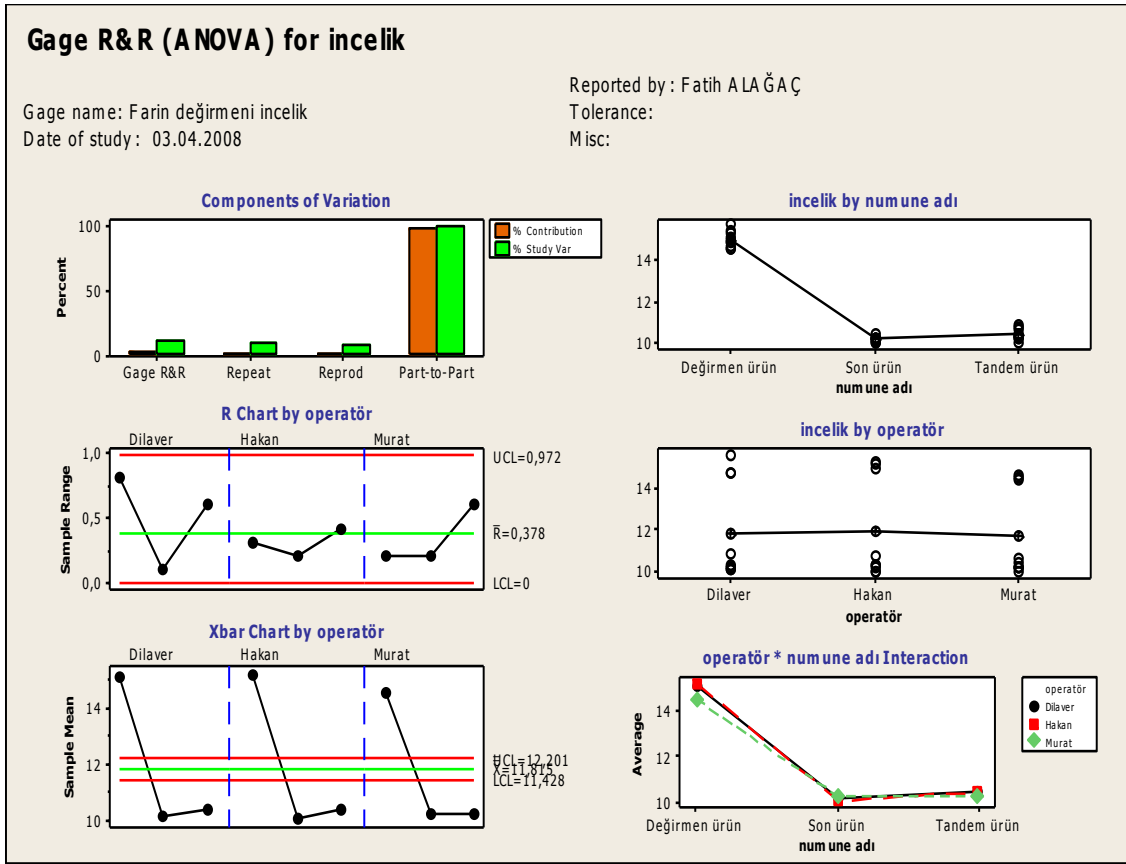 Gage R&R (ANOVA) for incelik
Gage name: Farin değirmeni incelik
Date of study: 03.04.2008
Reported by: Fatih ALAĞAÇ
Tolerance:
Misc:
Components of Variation
Percent
100
50
0
Gage R&R Repeat Reprod Part-to-Part
% Contribution
% Study Var
R Chart by operatör
Dilaver Hakan Murat
Sample Range
1,0
0,5
0,0
UCL=0,972
R=0,378
LCL=0
Xbar Chart by operatör
Dilaver Hakan Murat
Sample Mean
14
12
10
UCL=12,201
X=11,815
LCL=11,428
incelik by numune adı
14
12
10
Değirmen ürün Son ürün Tandem ürün
numune adı
incelik by operatör
14
12
10
Dilaver Hakan Murat
operatör
operatör * numune adı Interaction
Average
14
12
10
Değirmen ürün Son ürün Tandem ürün
numune adı
operatör
Dilaver
Hakan
Murat